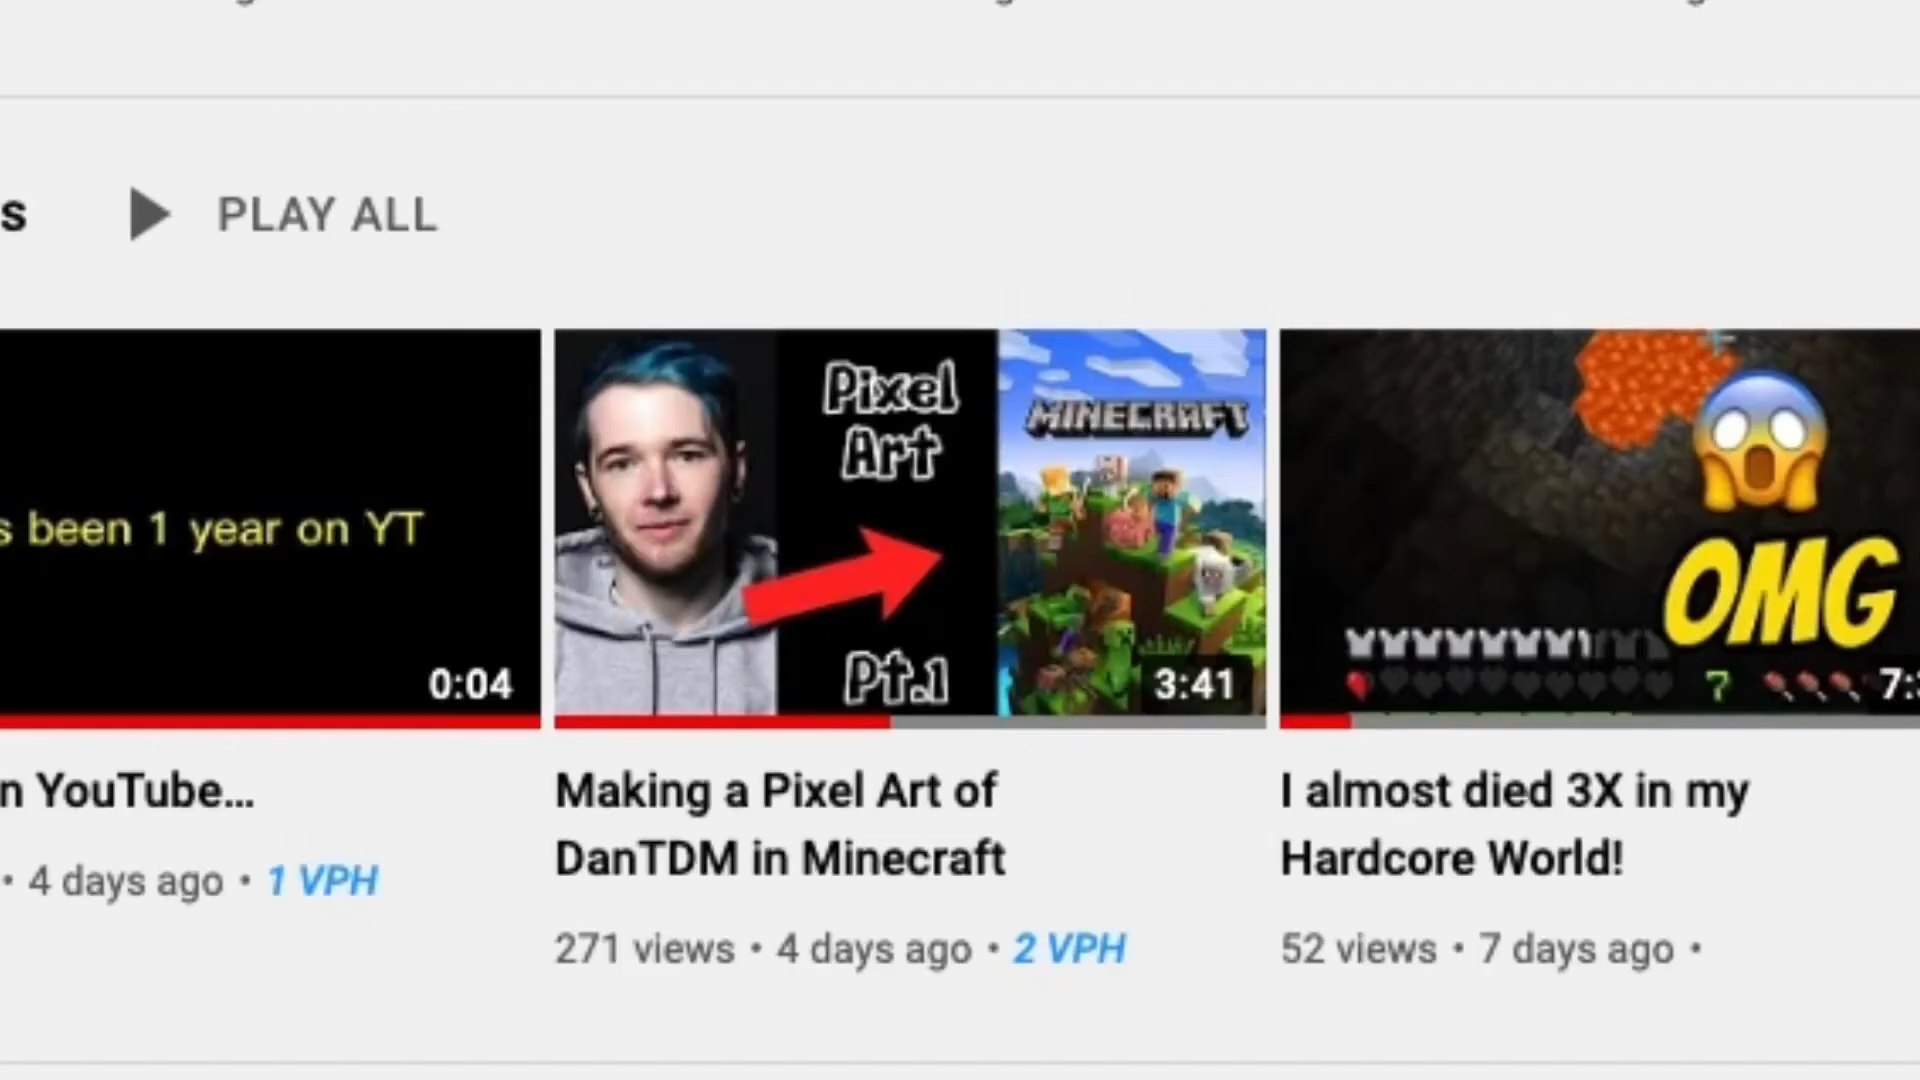 s PLAY ALL
s been 1 year on YT
0:04
Pixel
Art
Pt.1
MINECRAFT
3:41
OMG
7
7:
n YouTube...
• 4 days ago • 1 VPH
Making a Pixel Art of
DanTDM in Minecraft
271 views • 4 days ago • 2 VPH
I almost died 3X in my
Hardcore World!
52 views • 7 days ago •